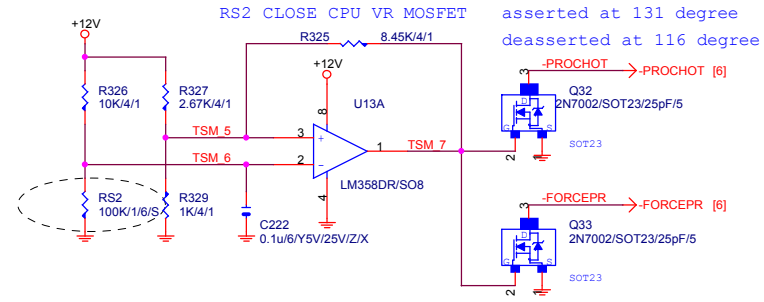 RS2 CLOSE CPU VR MOSFET asserted at 131 degree
deasserted at 116 degree
+12V
R325 8.45K/4/1
+12V
R326
10K/4/1
R327
2.67K/4/1
8
U13A
TSM_5 3 +
TSM_6 2 -
1 TSM_7
4
LM358DR/SO8
RS2
100K/1/6/S
R329
1K/4/1
C222
0.1u/6/Y5V/25V/Z/X
3 -PROCHOT -PROCHOT [6]
Q32
2N7002/SOT23/25pF/5
D
G S
SOT23
2 1
3 -FORCEPR -FORCEPR [6]
Q33
2N7002/SOT23/25pF/5
D
G S
SOT23
2 1